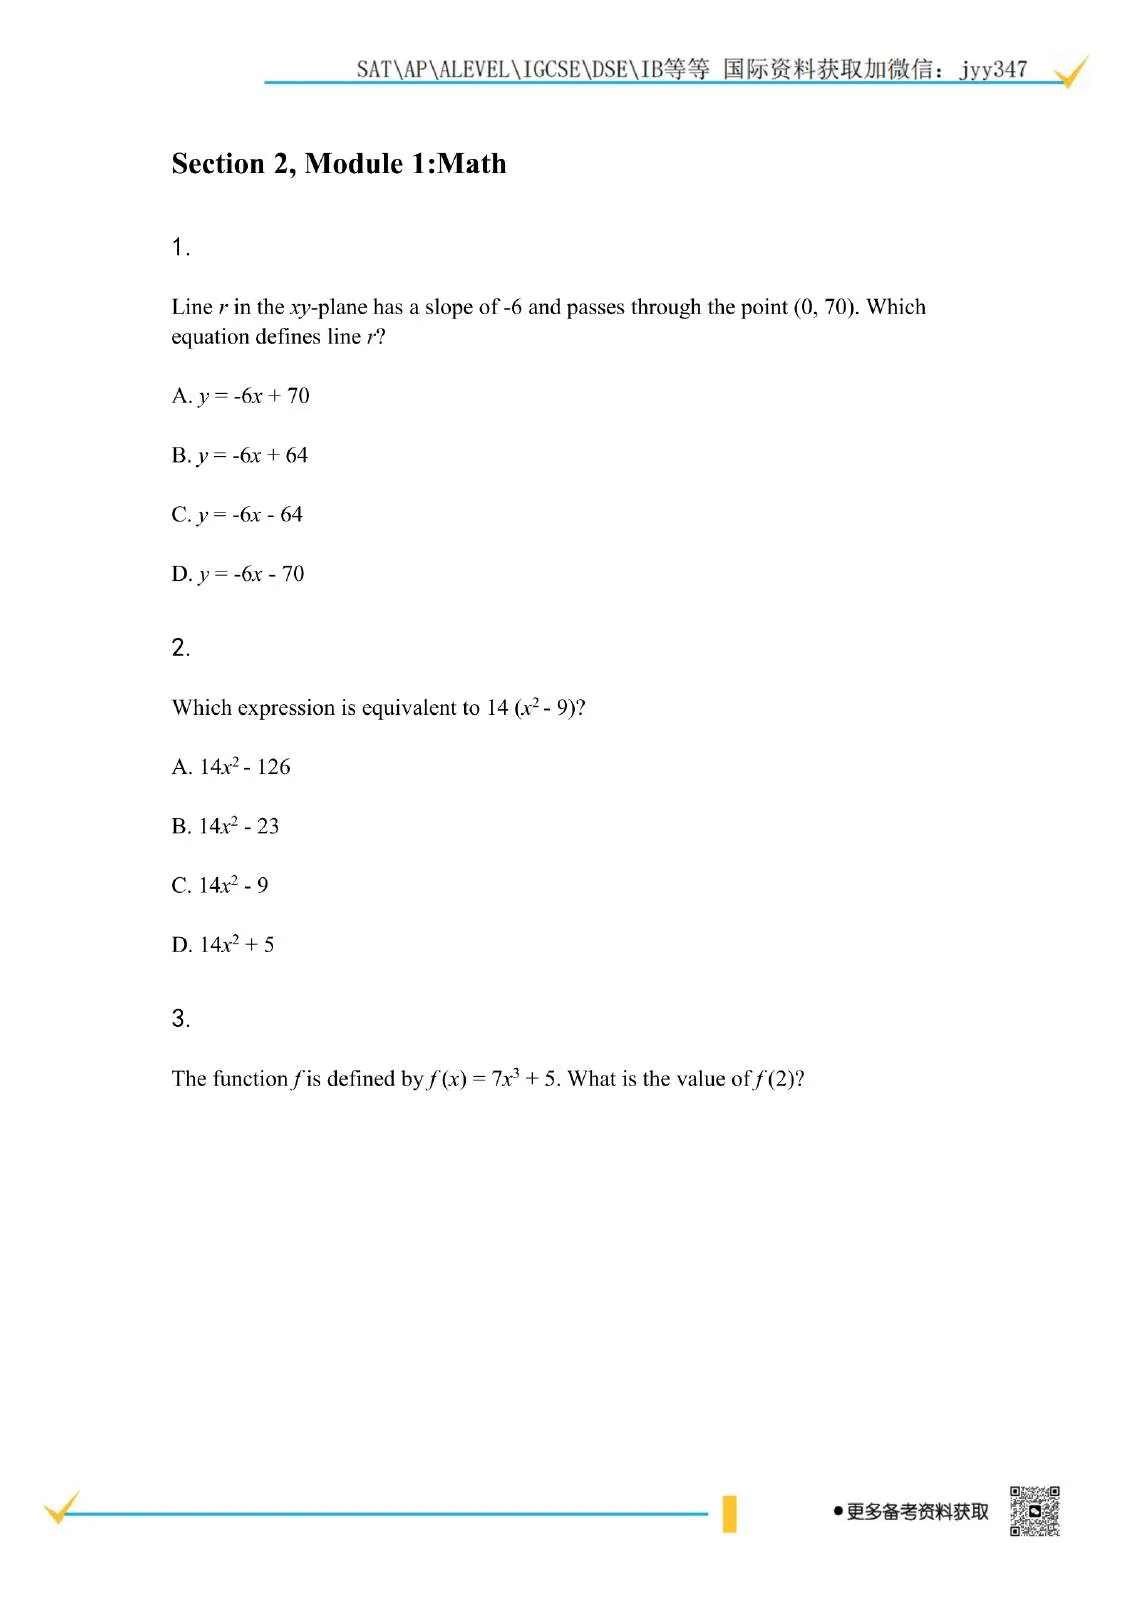 SAT\AP\ALEVEL\IGCSE\DSE\IB等等 国际资料获取加微信：jyy347
Section 2, Module 1:Math
1.
Line r in the xy-plane has a slope of -6 and passes through the point (0, 70). Which
equation defines line r?
A. y = -6x + 70
B. y = -6x + 64
C. y = -6x - 64
D. y = -6x - 70
2.
Which expression is equivalent to 14 (x² - 9)?
A. 14x² - 126
B. 14x² - 23
C. 14x² - 9
D. 14x² + 5
3.
The function f is defined by f (x) = 7x³ + 5. What is the value of f (2)?
●更多备考资料获取